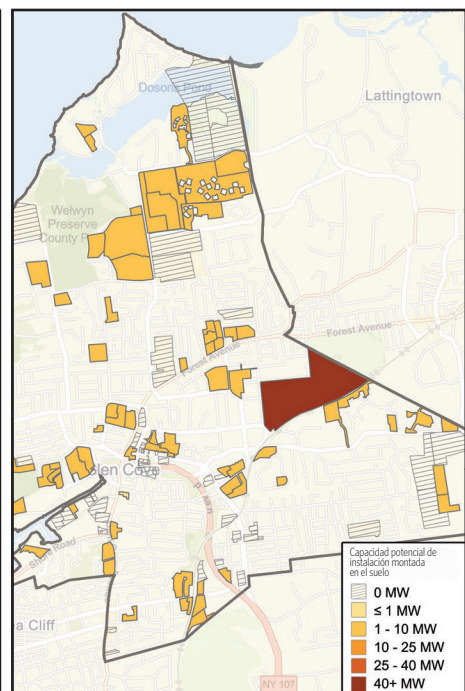 Dosoris Pond
Lattingtown
Welwyn
Preserve
County P
Forest Avenue
Forest Avenue
Glen Cove
Shore Road
ea Cliff
NY 107
Capacidad potencial de
instalación montada
en el suelo
0 MW
≤ 1 MW
1 - 10 MW
10 - 25 MW
25 - 40 MW
40+ MW